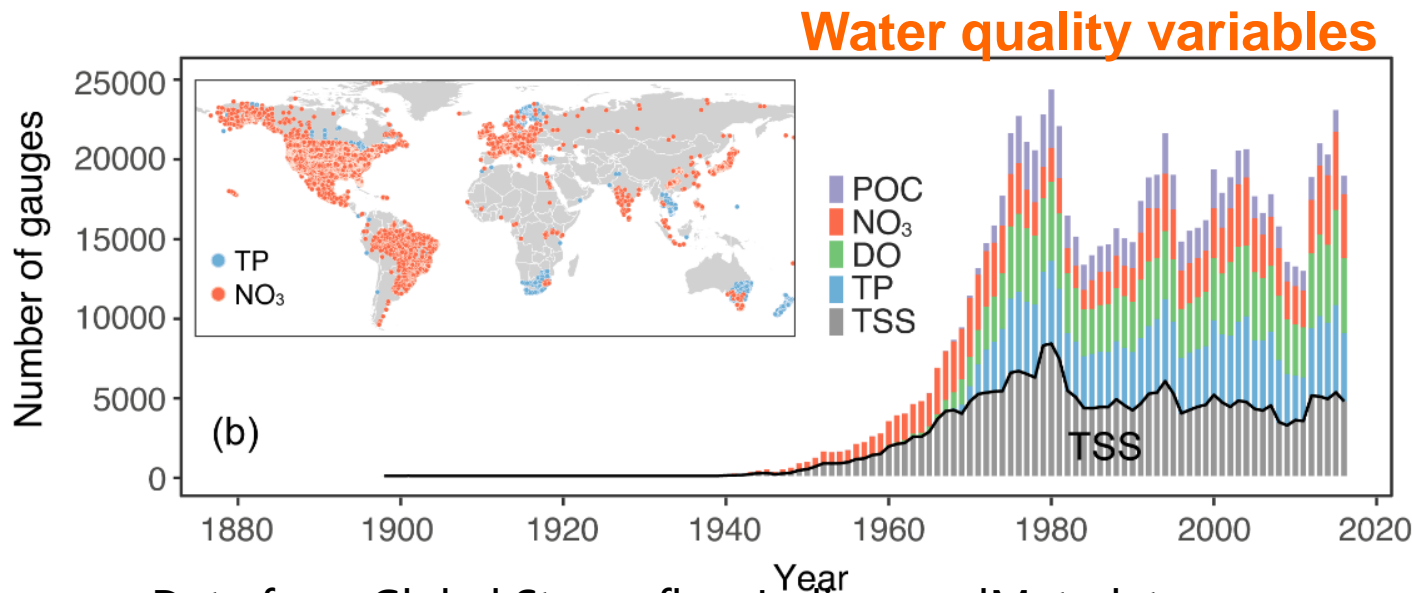 Water quality variables
Number of gauges
25000
20000
15000
10000
5000
0
TP
NO₃
(b)
POC
NO₃
DO
TP
TSS
TSS
1880 1900 1920 1940 1960 1980 2000 2020
Year